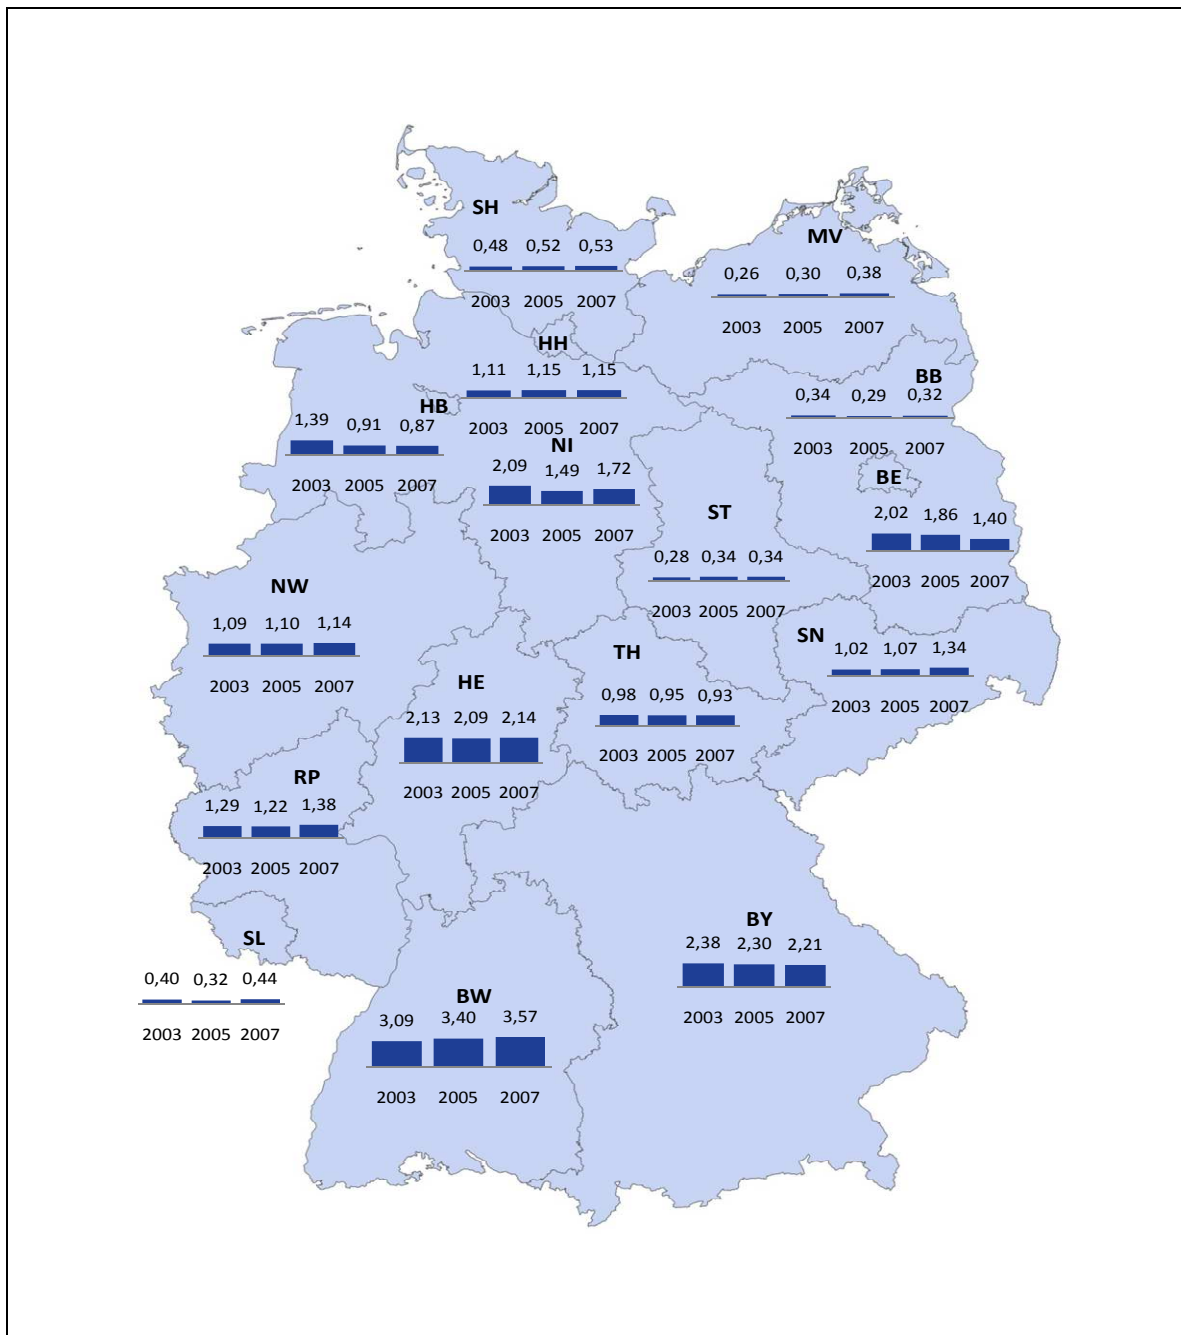 SH
0,48 0,52 0,53
2003 2005 2007
MV
0,26 0,30 0,38
2003 2005 2007
HH
1,11 1,15 1,15
2003 2005 2007
BB
0,34 0,29 0,32
2003 2005 2007
HB
1,39 0,91 0,87
2003 2005 2007
NI
2,09 1,49 1,72
2003 2005 2007
BE
2,02 1,86 1,40
2003 2005 2007
ST
0,28 0,34 0,34
2003 2005 2007
NW
1,09 1,10 1,14
2003 2005 2007
SN
1,02 1,07 1,34
2003 2005 2007
TH
0,98 0,95 0,93
2003 2005 2007
HE
2,13 2,09 2,14
2003 2005 2007
RP
1,29 1,22 1,38
2003 2005 2007
BY
2,38 2,30 2,21
2003 2005 2007
SL
0,40 0,32 0,44
2003 2005 2007
BW
3,09 3,40 3,57
2003 2005 2007